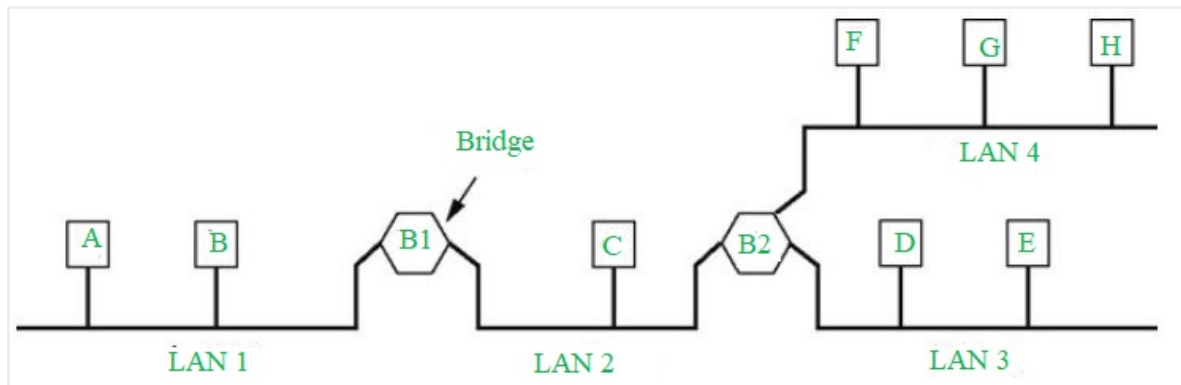 F G H
LAN 4
Bridge
A B B1 C B2 D E
LAN 1 LAN 2 LAN 3